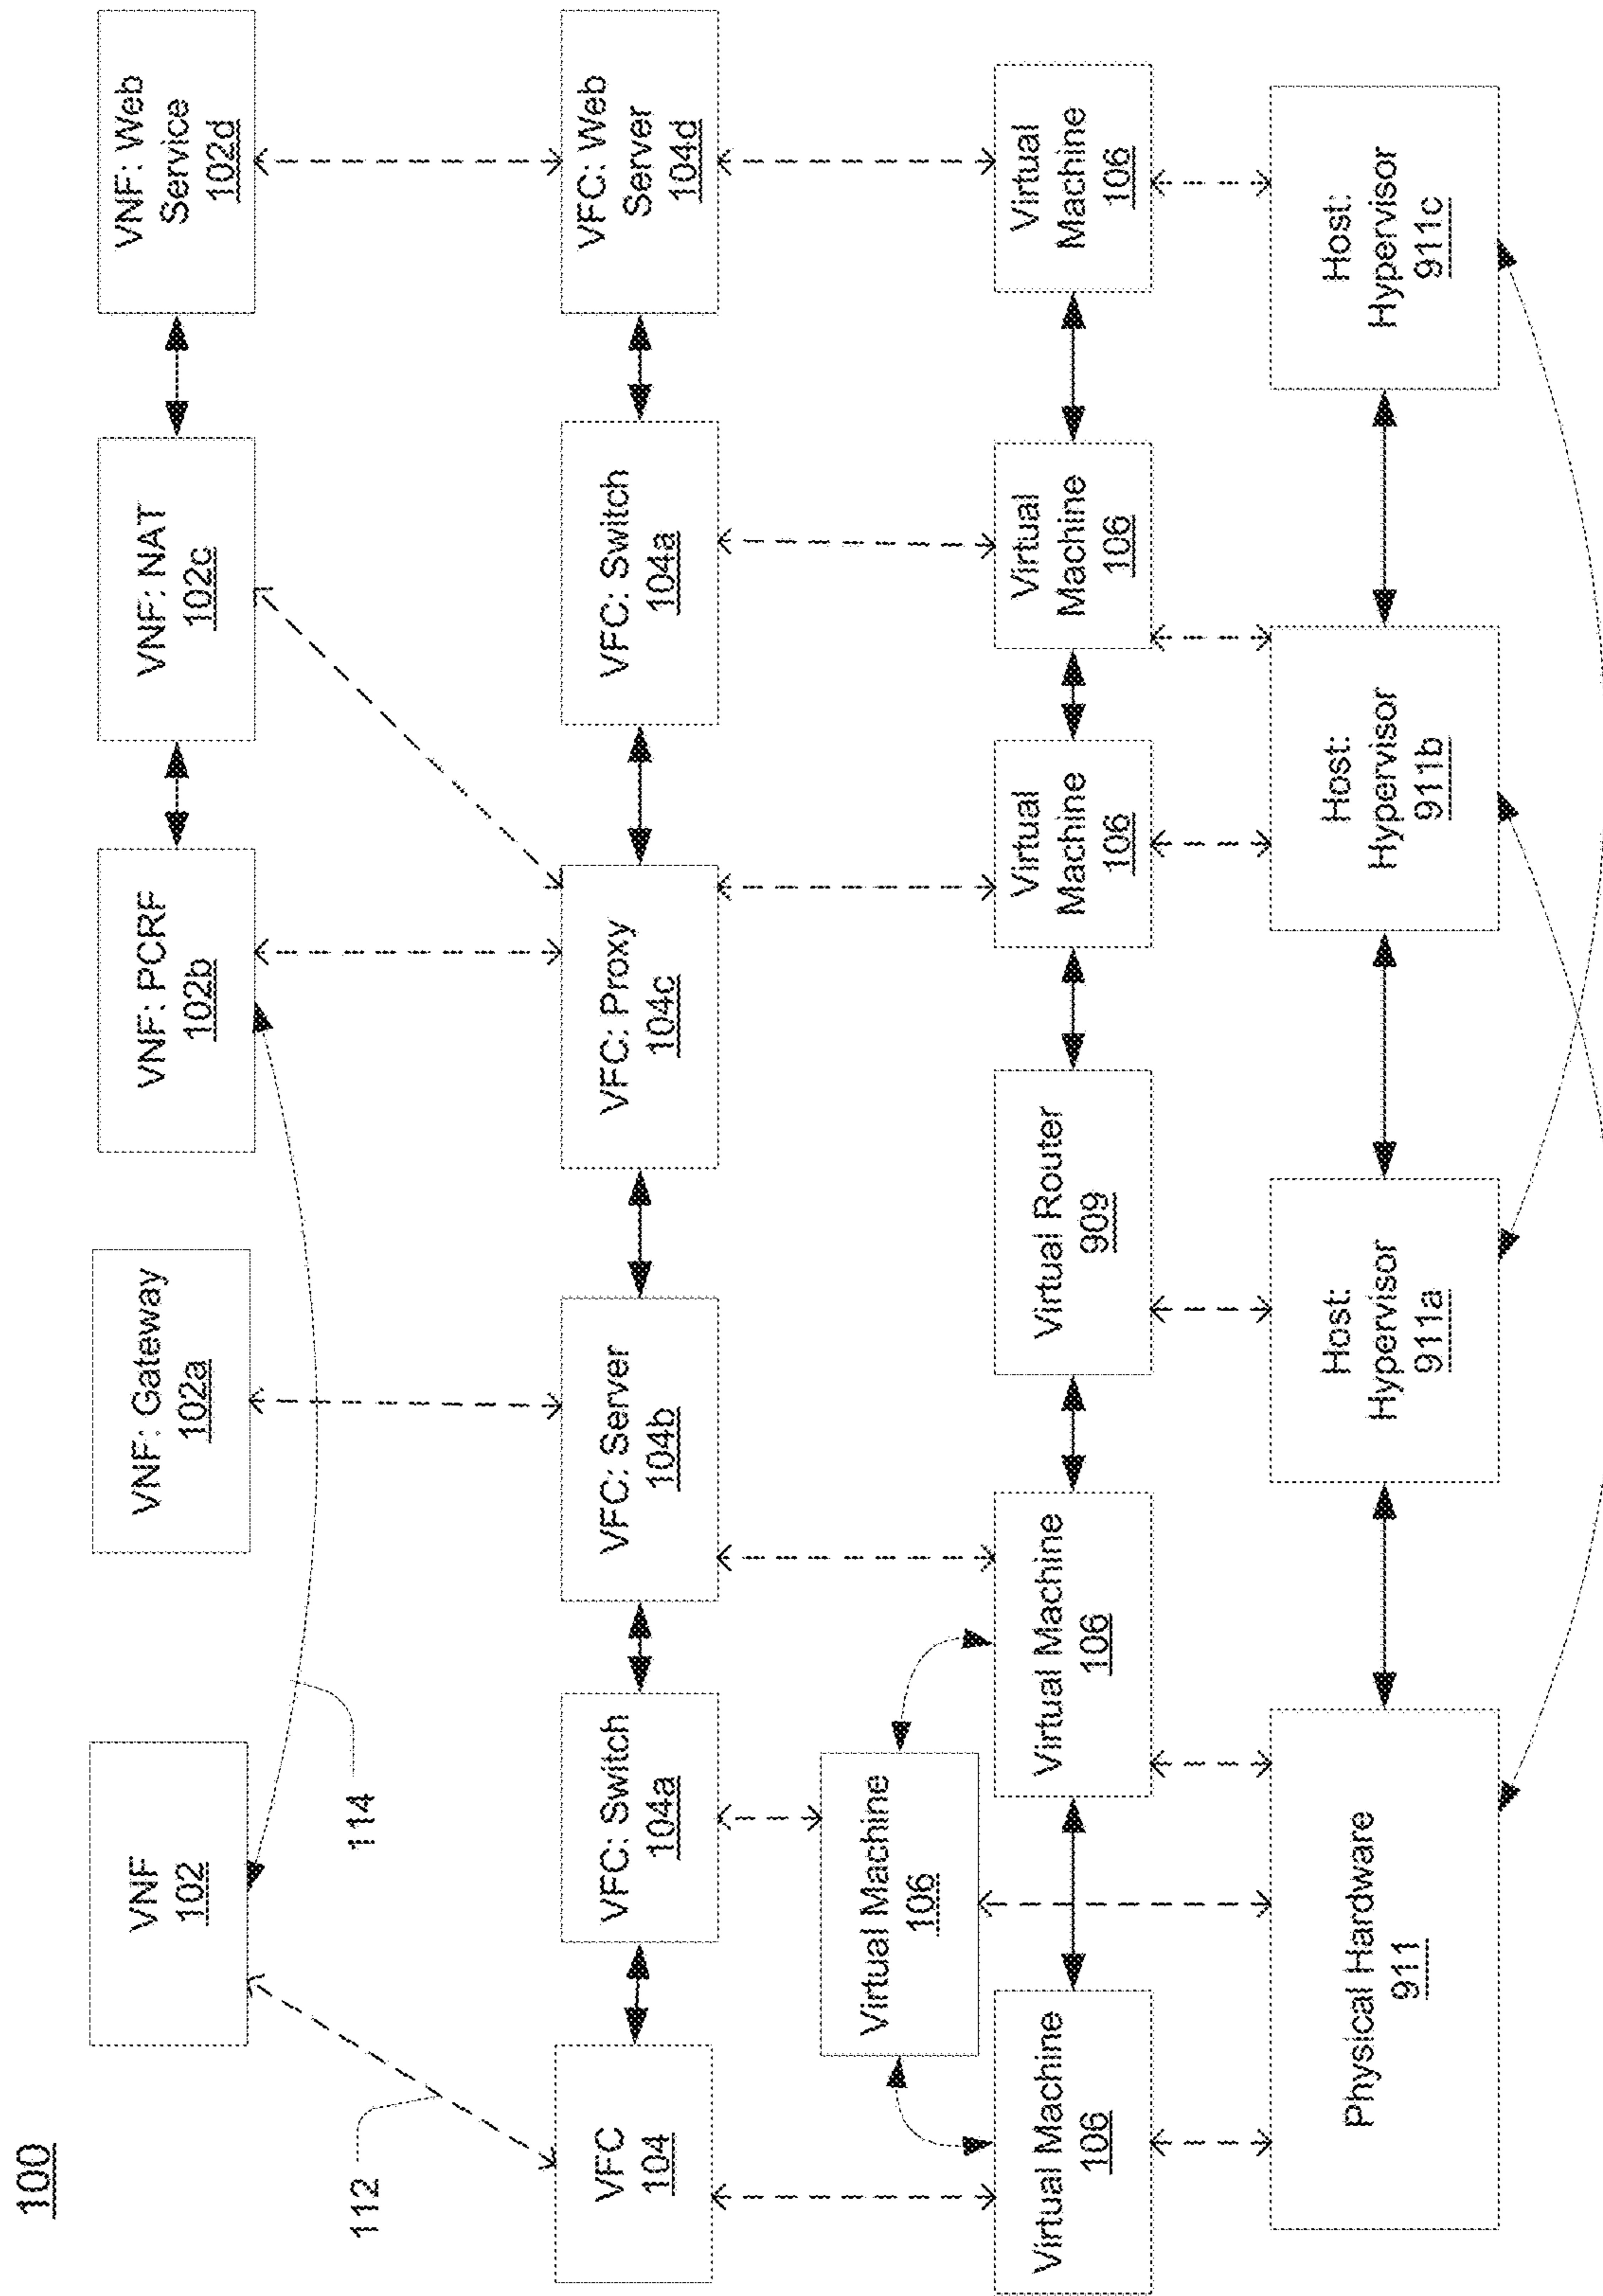 100
VNF
102
VNF: Gateway
102a
VNF: PCRF
102b
VNF: NAT
102c
VNF: Web
Service
102d
112
114
VFC
104
VFC: Switch
104a
VFC: Server
104b
VFC: Proxy
104c
VFC: Switch
104a
VFC: Web
Server
104d
Virtual Machine
106
Virtual Machine
106
Virtual Machine
106
Virtual Router
909
Virtual
Machine
106
Virtual
Machine
106
Virtual
Machine
106
Physical Hardware
911
Host:
Hypervisor
911a
Host:
Hypervisor
911b
Host:
Hypervisor
911c